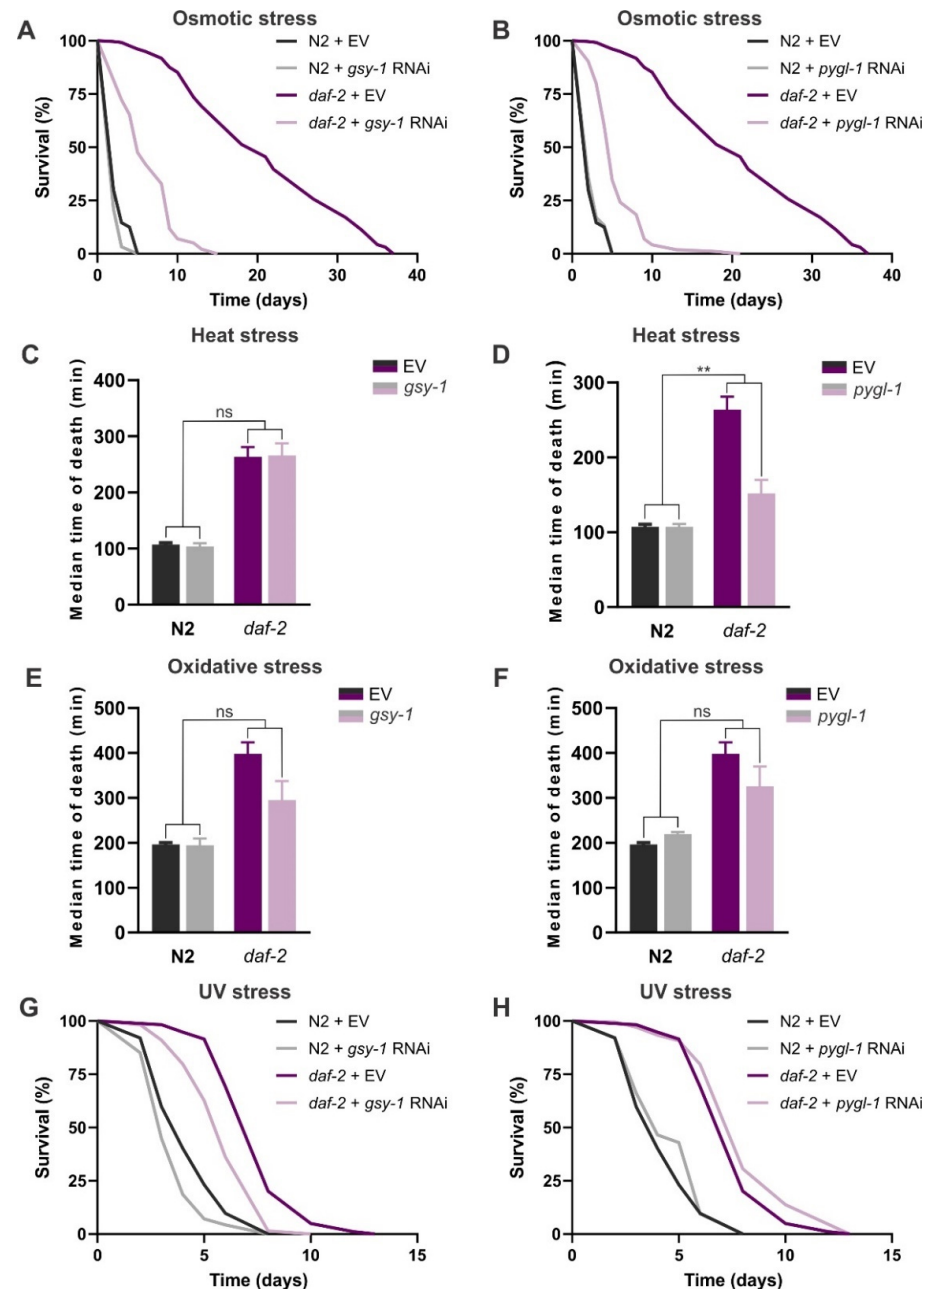 A
Osmotic stress
N2 + EV
N2 + gsy-1 RNAi
daf-2 + EV
daf-2 + gsy-1 RNAi
Survival (%)
100
75
50
25
0
0 10 20 30 40
Time (days)
B
Osmotic stress
N2 + EV
N2 + pygl-1 RNAi
daf-2 + EV
daf-2 + pygl-1 RNAi
Survival (%)
100
75
50
25
0
0 10 20 30 40
Time (days)
C
Heat stress
EV
gsy-1
Median time of death (min)
400
300
200
100
0
ns
N2 daf-2
D
Heat stress
EV
pygl-1
Median time of death (min)
300
200
100
0
**
N2 daf-2
E
Oxidative stress
EV
gsy-1
Median time of death (min)
500
400
300
200
100
0
ns
N2 daf-2
F
Oxidative stress
EV
pygl-1
Median time of death (min)
500
400
300
200
100
0
ns
N2 daf-2
G
UV stress
N2 + EV
N2 + gsy-1 RNAi
daf-2 + EV
daf-2 + gsy-1 RNAi
Survival (%)
100
75
50
25
0
0 5 10 15
Time (days)
H
UV stress
N2 + EV
N2 + pygl-1 RNAi
daf-2 + EV
daf-2 + pygl-1 RNAi
Survival (%)
100
75
50
25
0
0 5 10 15
Time (days)